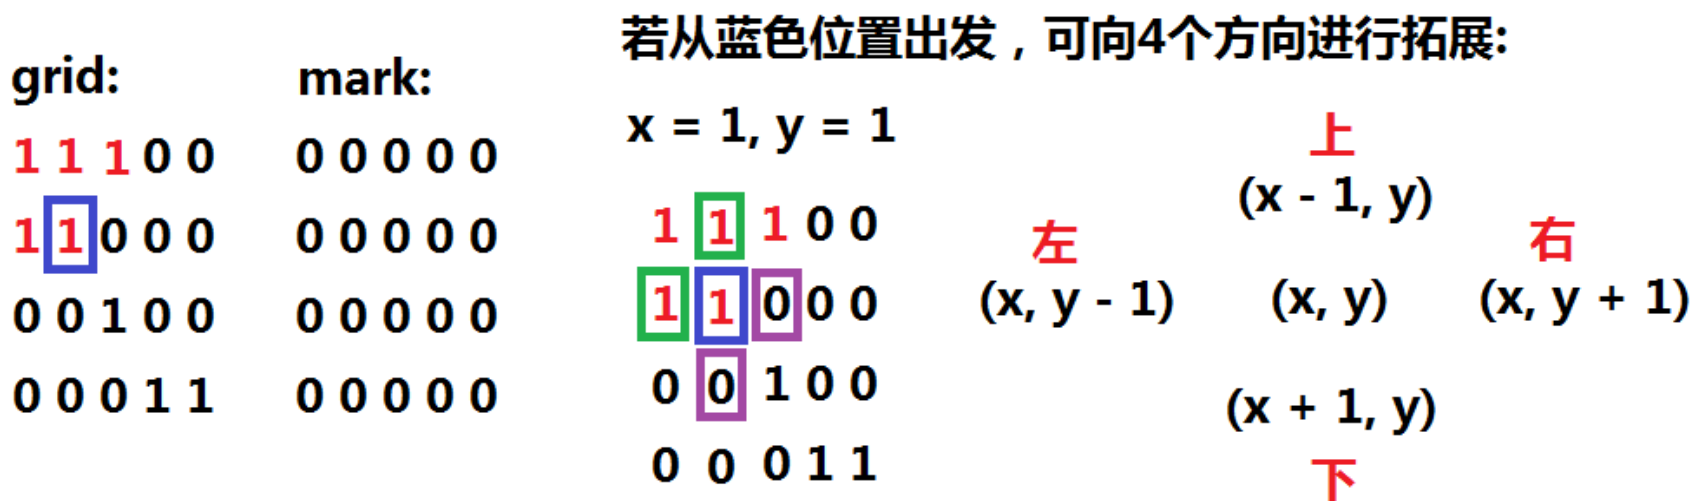 grid:
1 1 1 0 0
1 1 0 0 0
0 0 1 0 0
0 0 0 1 1
mark:
0 0 0 0 0
0 0 0 0 0
0 0 0 0 0
0 0 0 0 0
若从蓝色位置出发，可向4个方向进行拓展:
x = 1, y = 1
1 1 1 0 0
1 1 0 0 0
0 0 1 0 0
0 0 0 1 1
上
(x - 1, y)
左
右
(x, y - 1)
(x, y)
(x, y + 1)
(x + 1, y)
下